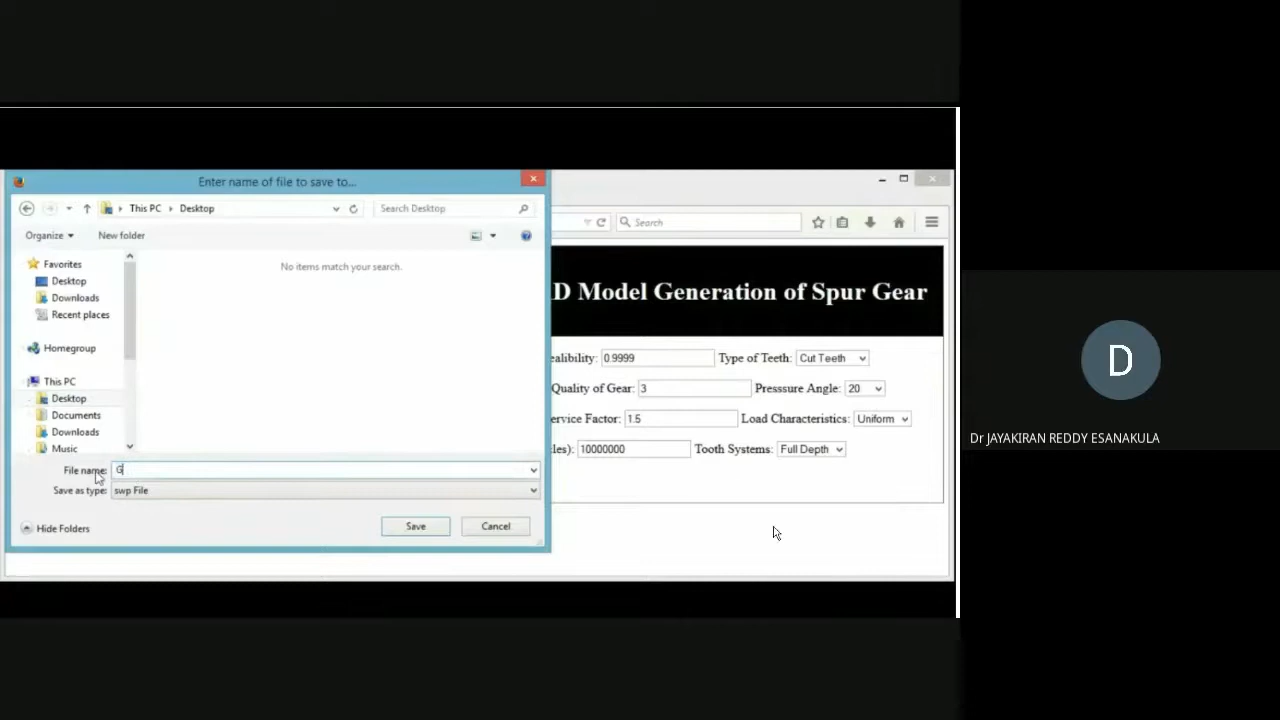 Enter name of file to save to...
This PC Desktop
Search Desktop
Search
Organize
New folder
Favorites
Desktop
Downloads
Recent places
Homegroup
This PC
Desktop
Documents
Downloads
Music
No items match your search.
File name: G
Save as type: swp File
Hide Folders
Save
Cancel
D Model Generation of Spur Gear
ealibility: 0.9999 Type of Teeth: Cut Teeth
Quality of Gear: 3 Presssure Angle: 20
ervice Factor: 1.5 Load Characteristics: Uniform
les): 10000000 Tooth Systems: Full Depth
D
Dr JAYAKIRAN REDDY ESANAKULA